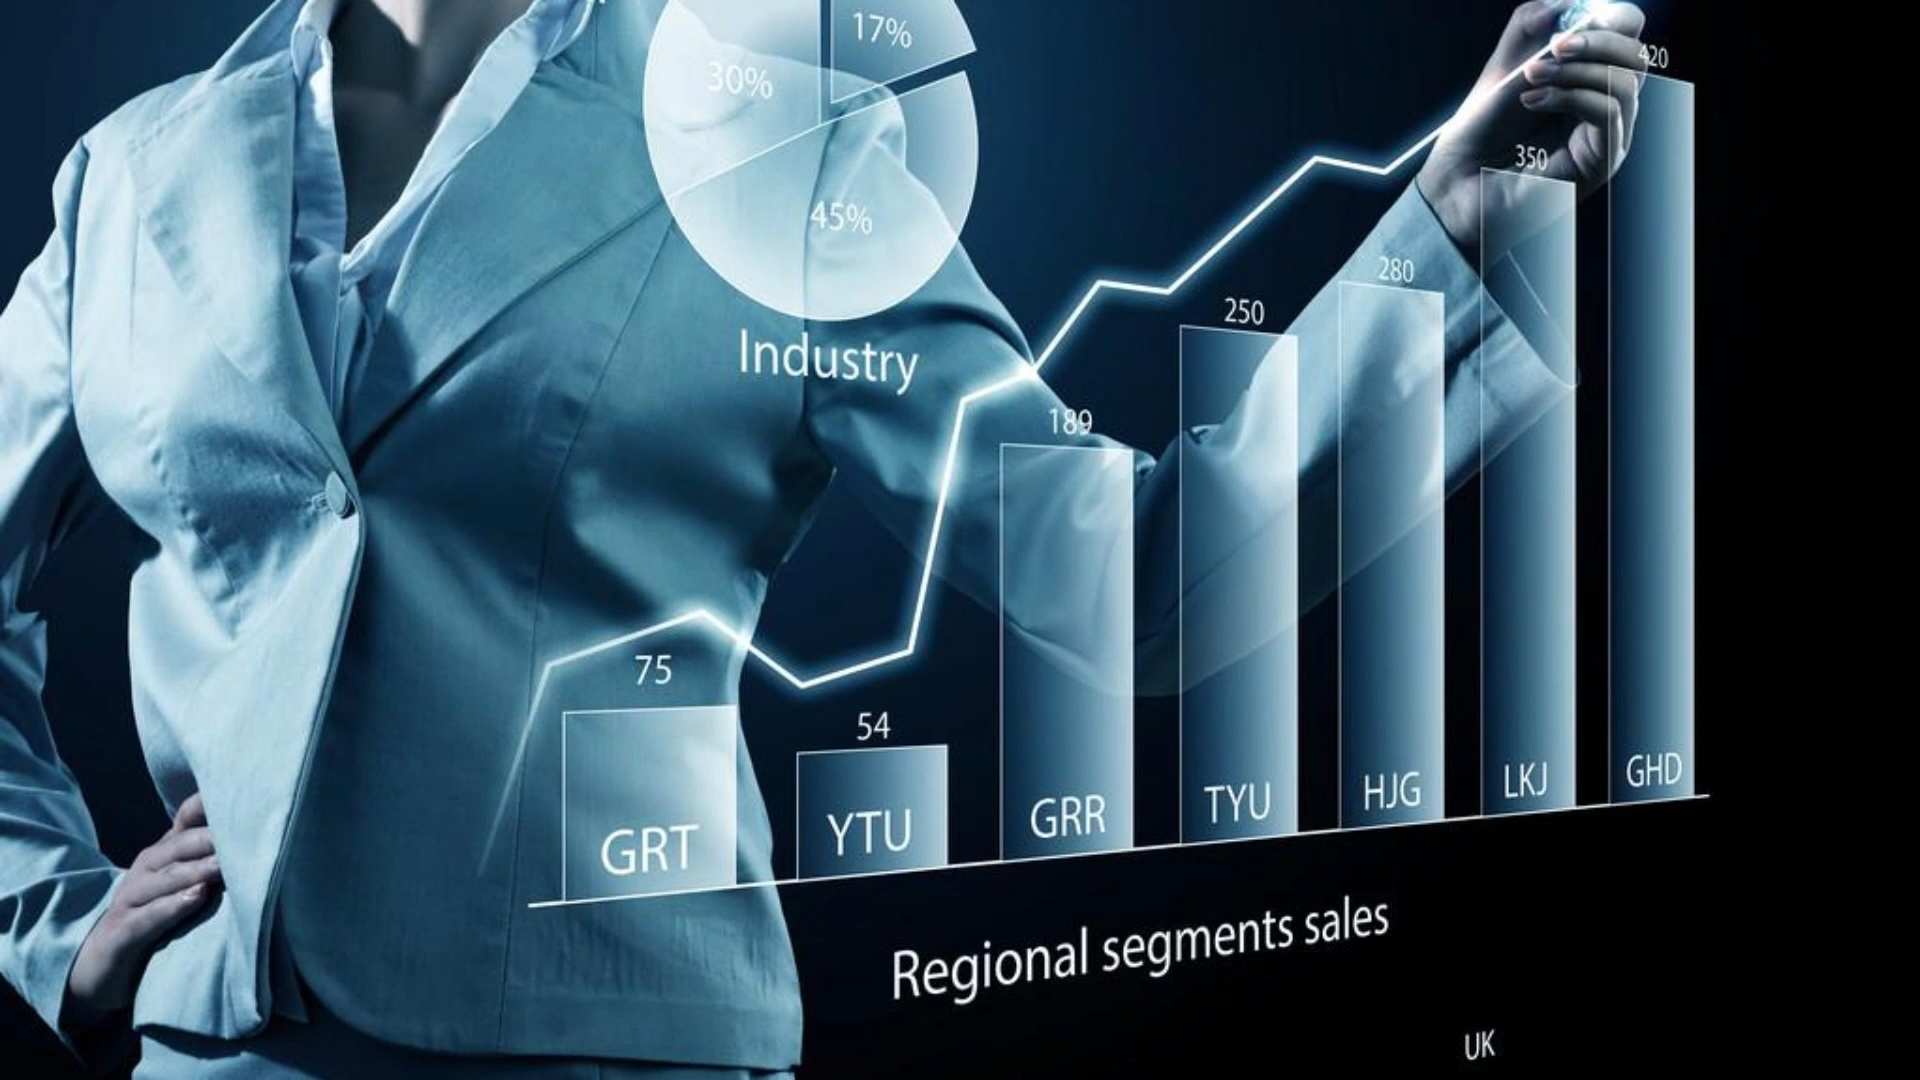 17%
30%
45%
Industry
420
350
280
250
189
75
54
GRT
YTU
GRR
TYU
HJG
LKJ
GHD
Regional segments sales
UK